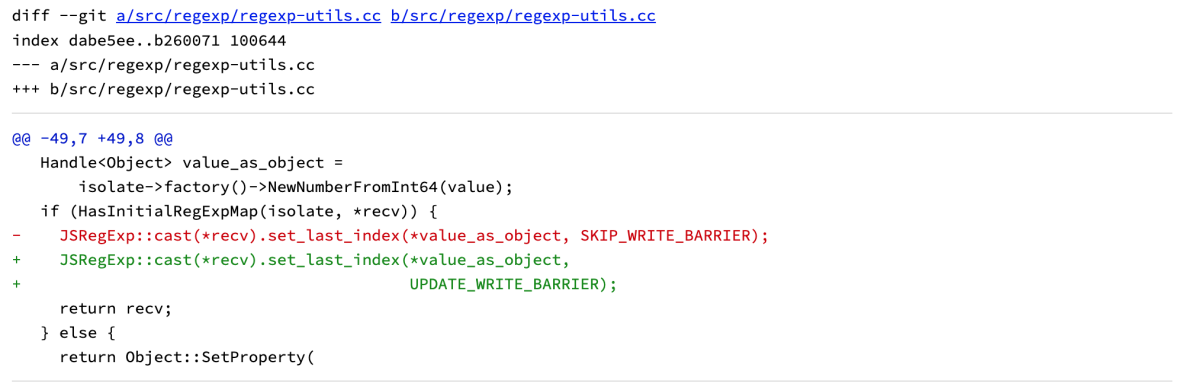 diff --git a/src/regexp/regexp-utils.cc b/src/regexp/regexp-utils.cc
index dabe5ee..b260071 100644
--- a/src/regexp/regexp-utils.cc
+++ b/src/regexp/regexp-utils.cc
@@ -49,7 +49,8 @@
   Handle<Object> value_as_object =
       isolate->factory()->NewNumberFromInt64(value);
   if (HasInitialRegExpMap(isolate, *recv)) {
-    JSRegExp::cast(*recv).set_last_index(*value_as_object, SKIP_WRITE_BARRIER);
+    JSRegExp::cast(*recv).set_last_index(*value_as_object,
+                                         UPDATE_WRITE_BARRIER);
     return recv;
   } else {
     return Object::SetProperty(